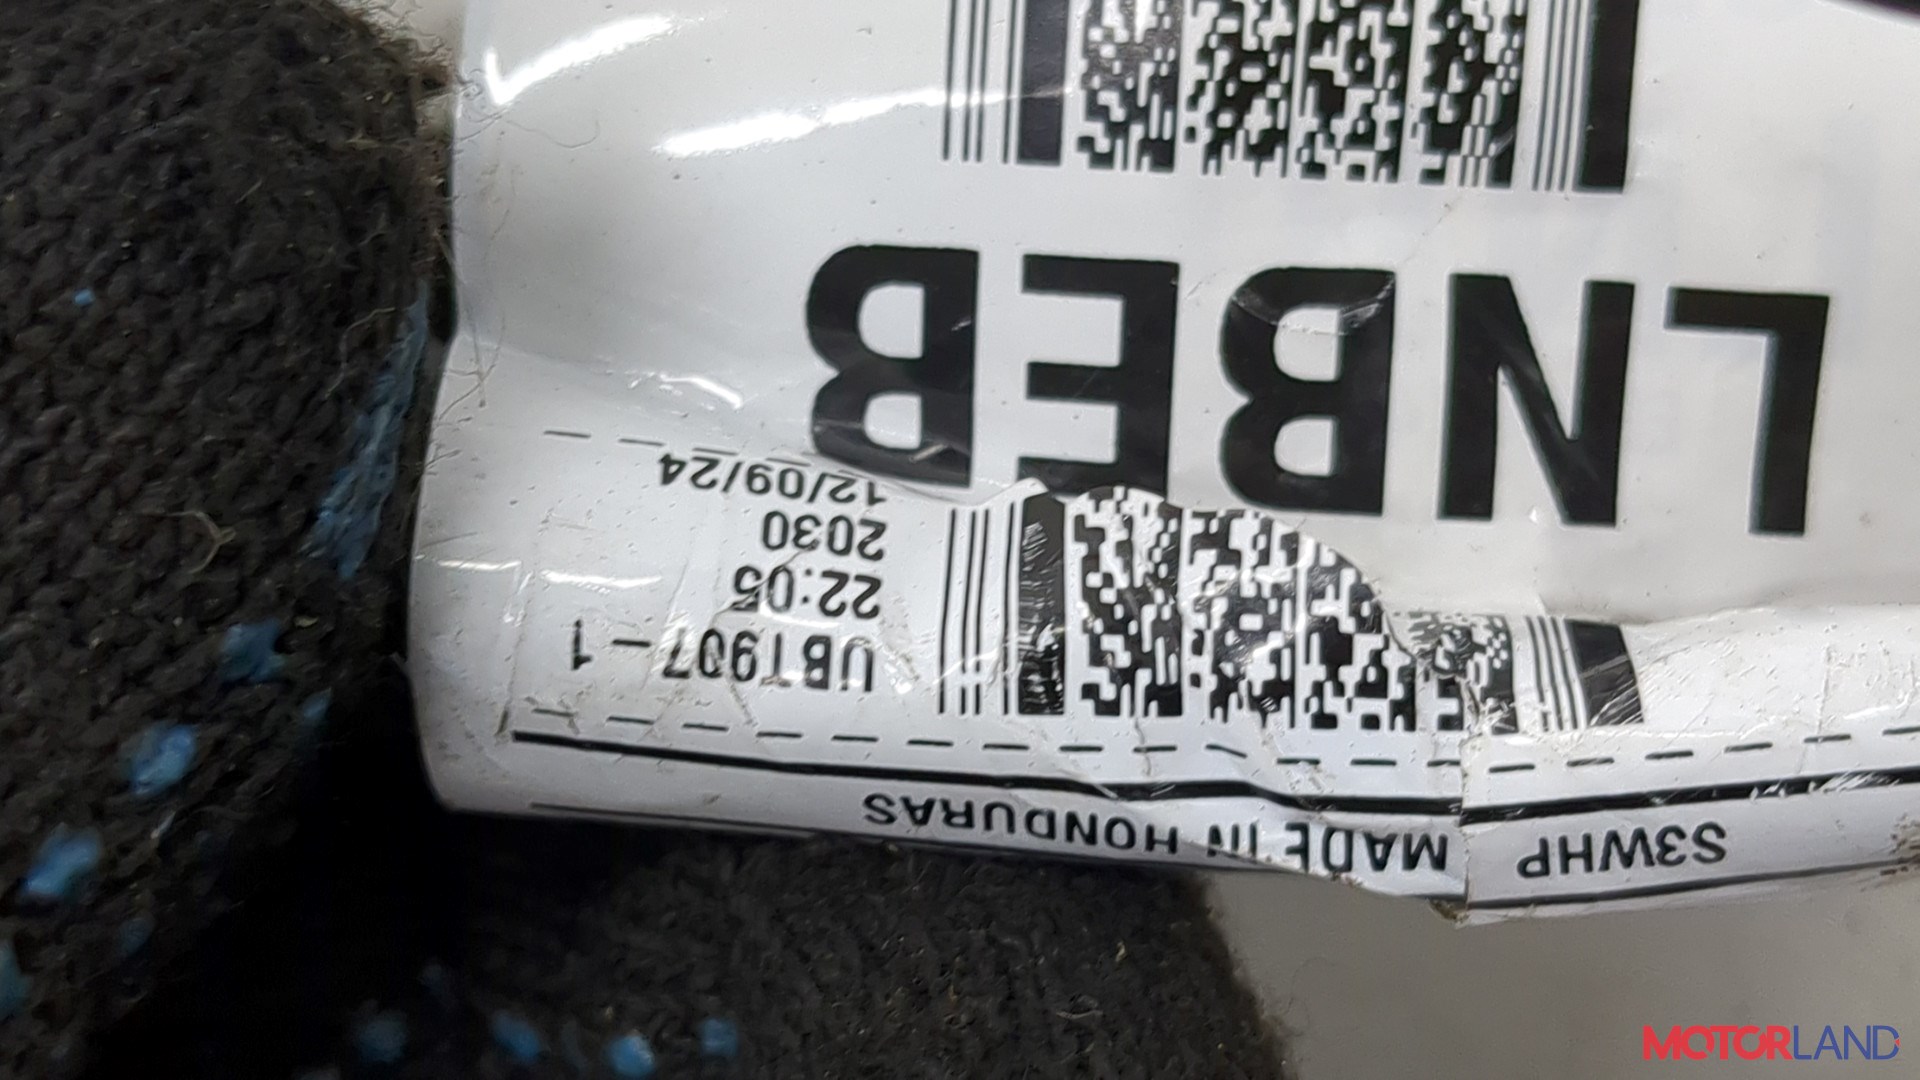 S3WHP MADE IN HONDURAS
UBT907-1
22:05
2030
12/09/24
LNBEB
MOTORLAND